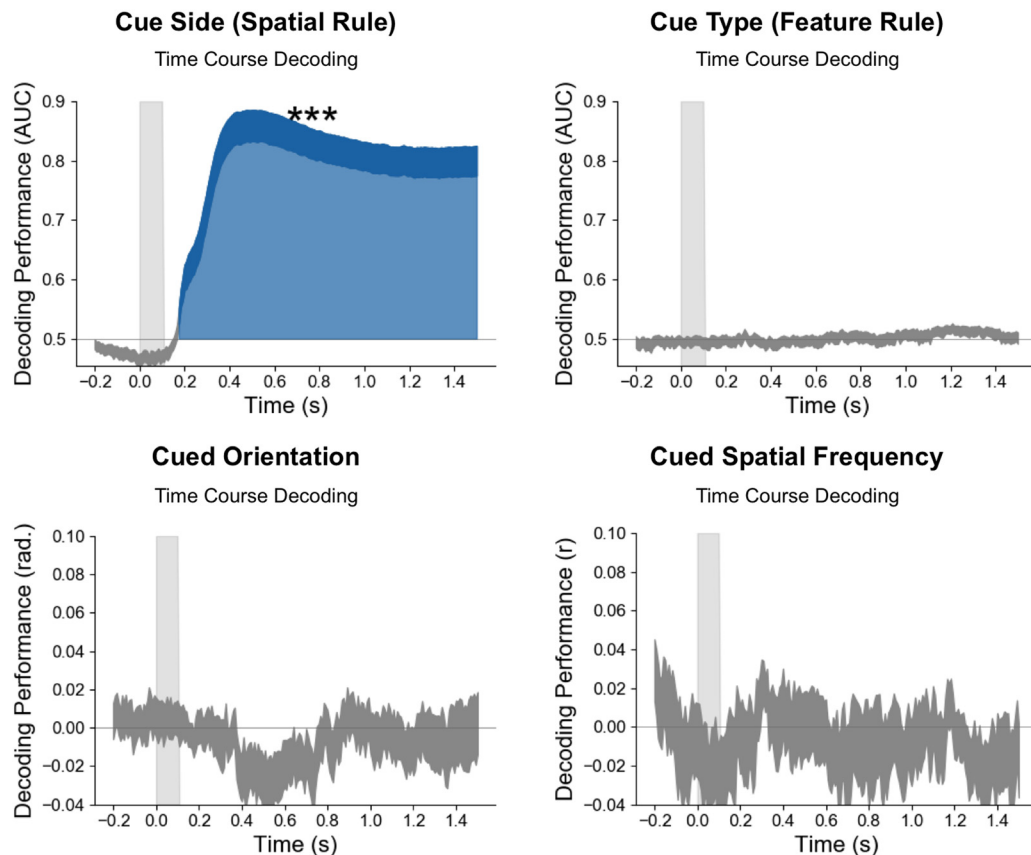 Cue Side (Spatial Rule)
Time Course Decoding
Decoding Performance (AUC)
0.9
0.8
0.7
0.6
0.5
***
−0.2 0.0 0.2 0.4 0.6 0.8 1.0 1.2 1.4
Time (s)
Cue Type (Feature Rule)
Time Course Decoding
Decoding Performance (AUC)
0.9
0.8
0.7
0.6
0.5
−0.2 0.0 0.2 0.4 0.6 0.8 1.0 1.2 1.4
Time (s)
Cued Orientation
Time Course Decoding
Decoding Performance (rad.)
0.10
0.08
0.06
0.04
0.02
0.00
−0.02
−0.04
−0.2 0.0 0.2 0.4 0.6 0.8 1.0 1.2 1.4
Time (s)
Cued Spatial Frequency
Time Course Decoding
Decoding Performance (r)
0.10
0.08
0.06
0.04
0.02
0.00
−0.02
−0.04
−0.2 0.0 0.2 0.4 0.6 0.8 1.0 1.2 1.4
Time (s)